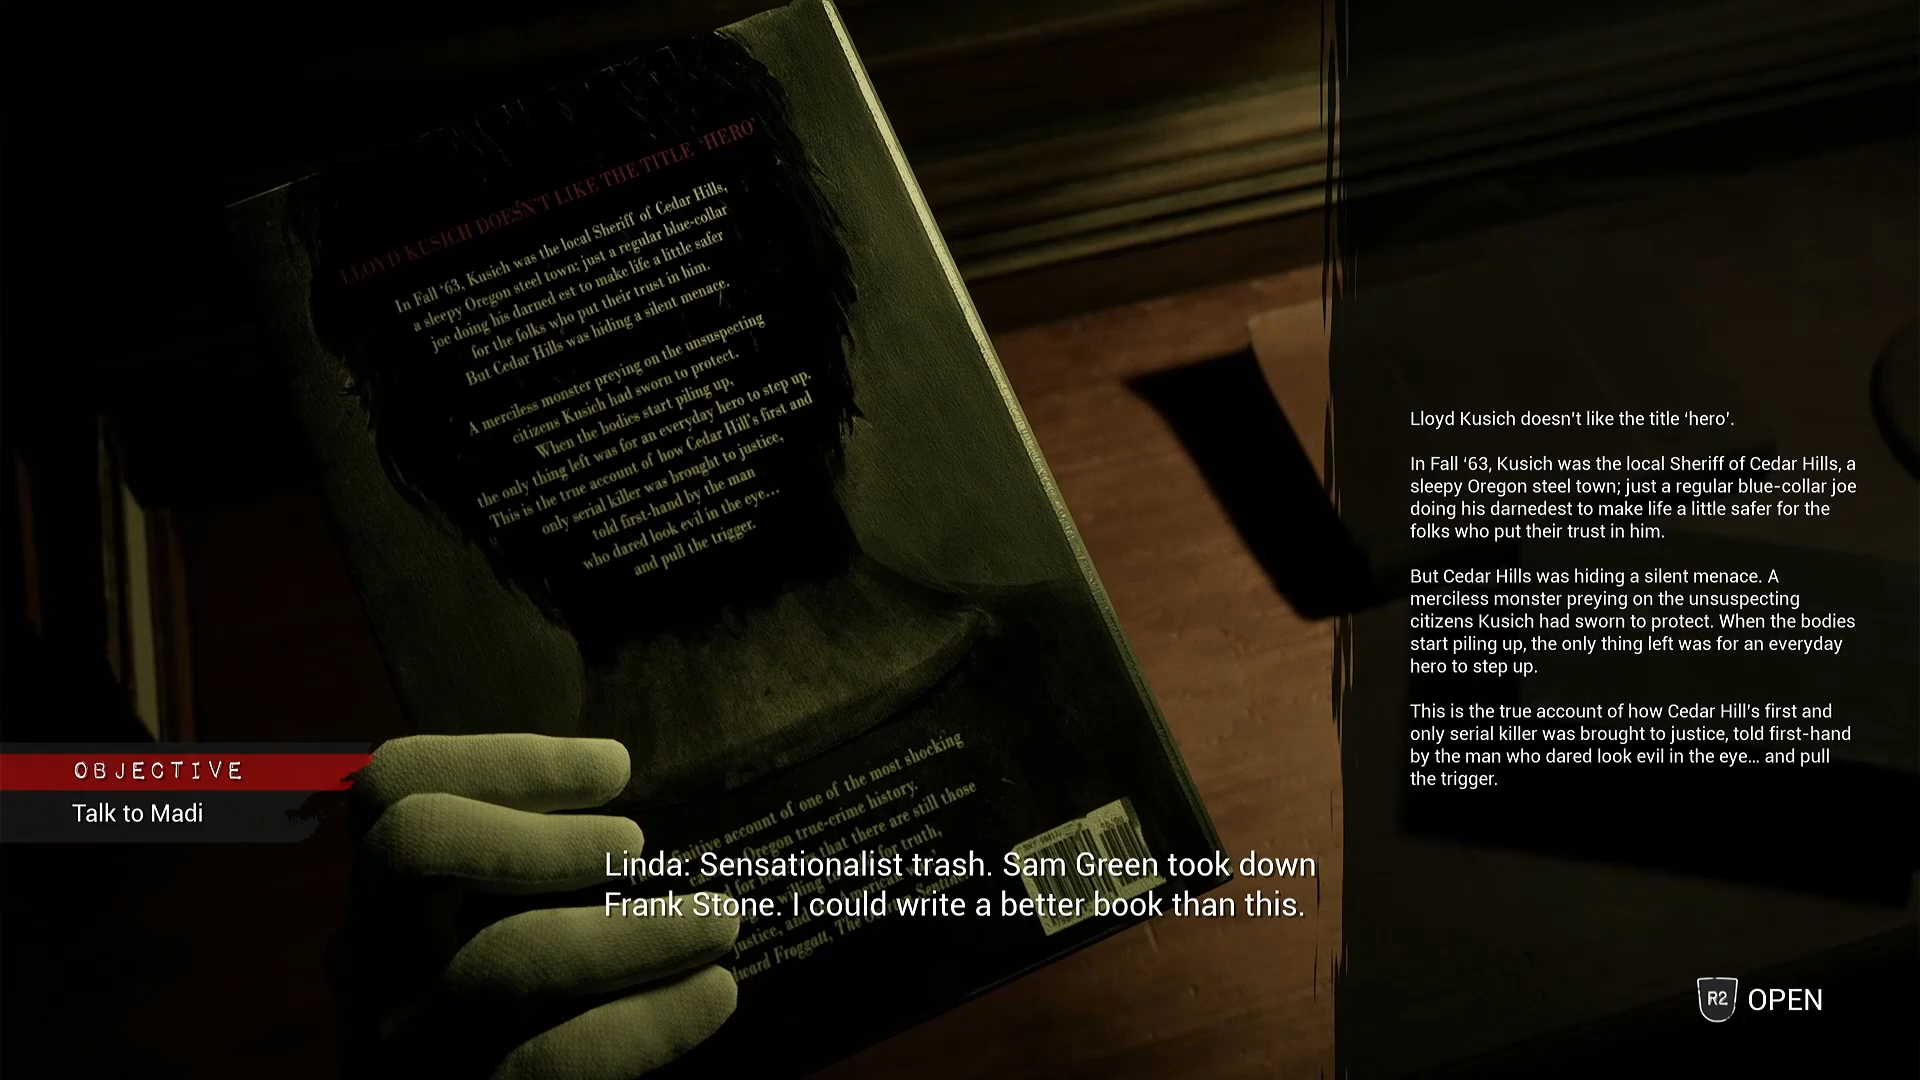 LLOYD KUSICH DOESN'T LIKE THE TITLE 'HERO'
In Fall '63, Kusich was the local Sheriff of Cedar Hills,
a sleepy Oregon steel town; just a regular blue-collar
joe doing his darned est to make life a little safer
for the folks who put their trust in him.
But Cedar Hills was hiding a silent menace.
A merciless monster preying on the unsuspecting
citizens Kusich had sworn to protect.
When the bodies start piling up,
the only thing left was for an everyday hero to step up.
This is the true account of how Cedar Hill's first and
only serial killer was brought to justice,
told first-hand by the man
who dared look evil in the eye...
and pull the trigger.
account of one of the most shocking
Oregon true-crime history.
that there are still those
willing to for truth,
justice, and American
Froggatt, The
OBJECTIVE
Talk to Madi
Linda: Sensationalist trash. Sam Green took down
Frank Stone. I could write a better book than this.
Lloyd Kusich doesn't like the title ‘hero’.
In Fall ‘63, Kusich was the local Sheriff of Cedar Hills, a
sleepy Oregon steel town; just a regular blue-collar joe
doing his darnedest to make life a little safer for the
folks who put their trust in him.
But Cedar Hills was hiding a silent menace. A
merciless monster preying on the unsuspecting
citizens Kusich had sworn to protect. When the bodies
start piling up, the only thing left was for an everyday
hero to step up.
This is the true account of how Cedar Hill's first and
only serial killer was brought to justice, told first-hand
by the man who dared look evil in the eye... and pull
the trigger.
R2 OPEN